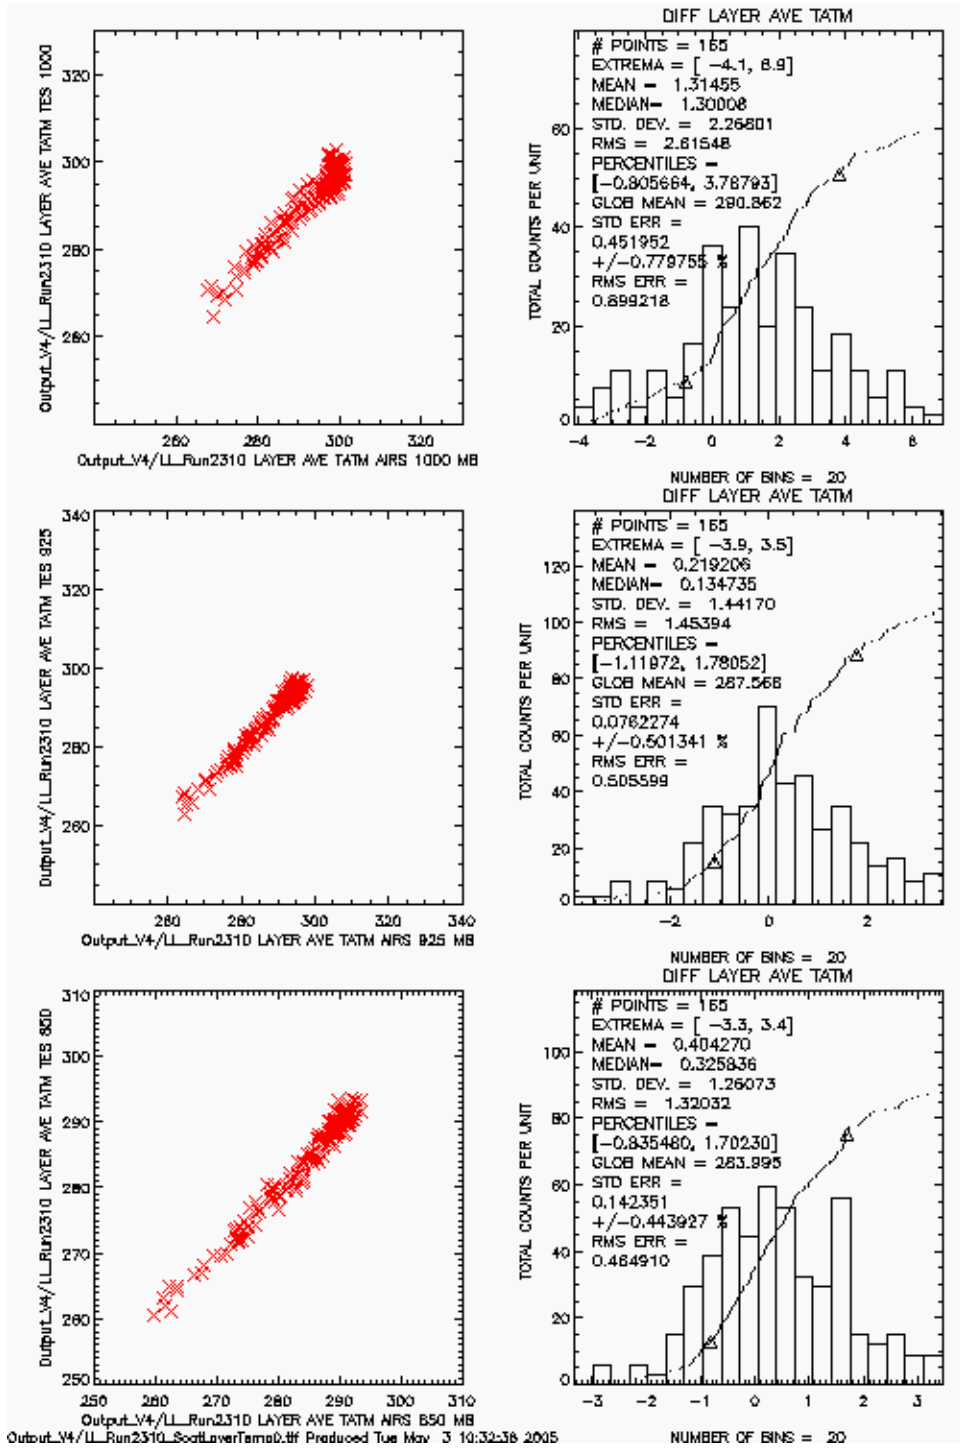 DIFF LAYER AVE TATM
Output_V4/LL_Run2310 LAYER AVE TATM TES 1000
320
300
280
260
260 280 300 320
Output_V4/LL_Run2310 LAYER AVE TATM AIRS 1000 MB
TOTAL COUNTS PER UNIT
# POINTS = 165
EXTREMA = [ -4.1, 6.9]
MEAN = 1.31455
MEDIAN= 1.30008
STD. DEV. = 2.26801
RMS = 2.61548
PERCENTILES =
[-0.805664, 3.78793]
GLOB MEAN = 290.862
STD ERR =
0.451952
+/-0.779755 %
RMS ERR =
0.899218
60
40
20
0
-4 -2 0 2 4 6
NUMBER OF BINS = 20
DIFF LAYER AVE TATM
Output_V4/LL_Run2310 LAYER AVE TATM TES 925
340
320
300
280
260
260 280 300 320 340
Output_V4/LL_Run2310 LAYER AVE TATM AIRS 925 MB
TOTAL COUNTS PER UNIT
# POINTS = 165
EXTREMA = [ -3.9, 3.5]
MEAN = 0.219206
MEDIAN= 0.134735
STD. DEV. = 1.44170
RMS = 1.45394
PERCENTILES =
[-1.11972, 1.78052]
GLOB MEAN = 287.568
STD ERR =
0.0762274
+/-0.501341 %
RMS ERR =
0.505599
120
100
80
60
40
20
0
-2 0 2
NUMBER OF BINS = 20
DIFF LAYER AVE TATM
Output_V4/LL_Run2310 LAYER AVE TATM TES 850
310
300
290
280
270
260
250
250 260 270 280 290 300 310
Output_V4/LL_Run2310 LAYER AVE TATM AIRS 850 MB
TOTAL COUNTS PER UNIT
# POINTS = 165
EXTREMA = [ -3.3, 3.4]
MEAN = 0.404270
MEDIAN= 0.325836
STD. DEV. = 1.26073
RMS = 1.32032
PERCENTILES =
[-0.835480, 1.70230]
GLOB MEAN = 283.995
STD ERR =
0.142351
+/-0.443927 %
RMS ERR =
0.464910
100
80
60
40
20
0
-3 -2 -1 0 1 2 3
NUMBER OF BINS = 20
Output_V4/LL_Run2310_ScatLayerTemp0.tif Produced Tue May 3 10:32:36 2005